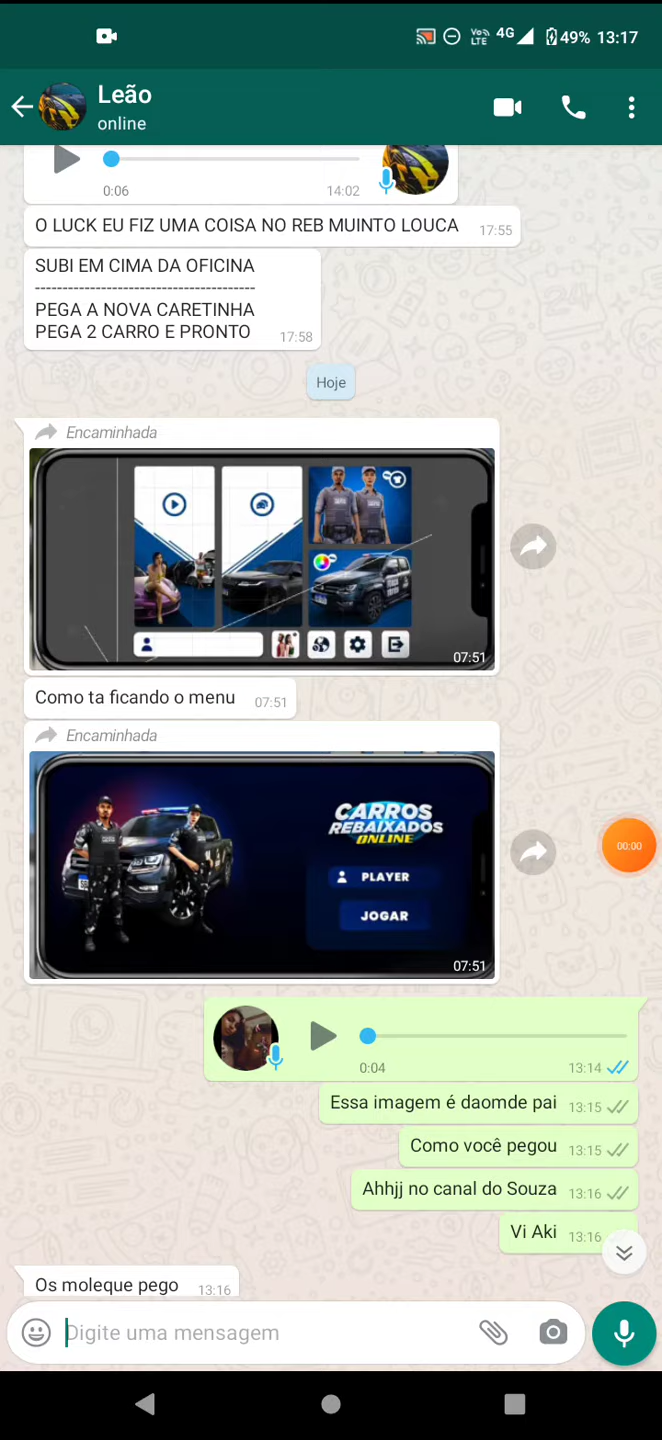 Vo))
LTE
4G
49%
13:17
Leão
online
0:06
14:02
O LUCK EU FIZ UMA COISA NO REB MUINTO LOUCA
17:55
SUBI EM CIMA DA OFICINA
----------------------------------------
PEGA A NOVA CARETINHA
PEGA 2 CARRO E PRONTO
17:58
Hoje
Encaminhada
07:51
Como ta ficando o menu
07:51
Encaminhada
CARROS
REBAIXADOS
ONLINE
PLAYER
JOGAR
07:51
00:00
0:04
13:14
Essa imagem é daomde pai
13:15
Como você pegou
13:15
Ahhjj no canal do Souza
13:16
Vi Aki
13:16
Os moleque pego
13:16
Digite uma mensagem